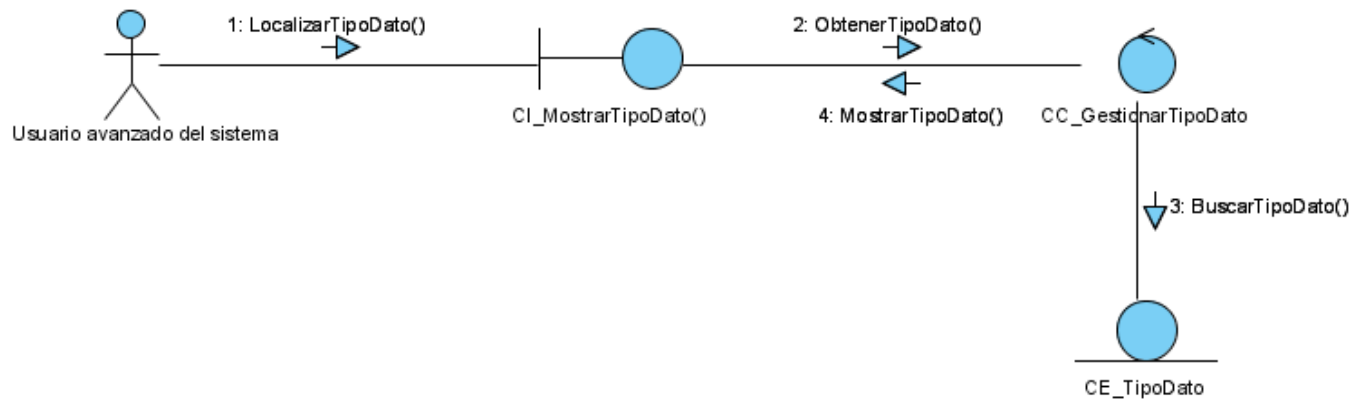 1: LocalizarTipoDato()
2: ObtenerTipoDato()
Usuario avanzado del sistema
CI_MostrarTipoDato()
4: MostrarTipoDato()
CC_GestionarTipoDato
3: BuscarTipoDato()
CE_TipoDato